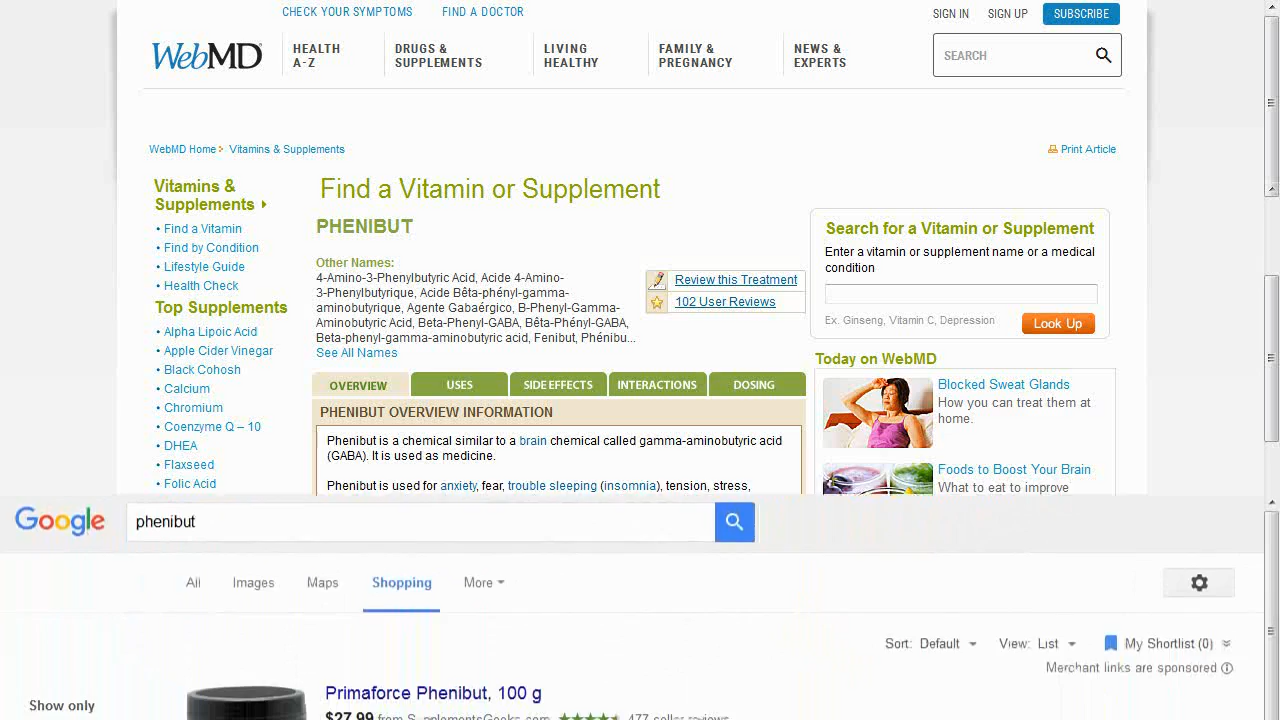 CHECK YOUR SYMPTOMS FIND A DOCTOR SIGN IN SIGN UP SUBSCRIBE
WebMD
HEALTH A-Z
DRUGS & SUPPLEMENTS
LIVING HEALTHY
FAMILY & PREGNANCY
NEWS & EXPERTS
SEARCH
WebMD Home Vitamins & Supplements
Print Article
Vitamins &
Supplements
• Find a Vitamin
• Find by Condition
• Lifestyle Guide
• Health Check
Top Supplements
• Alpha Lipoic Acid
• Apple Cider Vinegar
• Black Cohosh
• Calcium
• Chromium
• Coenzyme Q – 10
• DHEA
• Flaxseed
• Folic Acid
Find a Vitamin or Supplement
PHENIBUT
Other Names:
4-Amino-3-Phenylbutyric Acid, Acide 4-Amino-
3-Phenylbutyrique, Acide Bêta-phényl-gamma-
aminobutyrique, Agente Gabaérgico, B-Phenyl-Gamma-
Aminobutyric Acid, Beta-Phenyl-GABA, Bêta-Phényl-GABA,
Beta-phenyl-gamma-aminobutyric acid, Fenibut, Phénibu...
See All Names
Review this Treatment
102 User Reviews
OVERVIEW USES SIDE EFFECTS INTERACTIONS DOSING
PHENIBUT OVERVIEW INFORMATION
Phenibut is a chemical similar to a brain chemical called gamma-aminobutyric acid
(GABA). It is used as medicine.
Phenibut is used for anxiety, fear, trouble sleeping (insomnia), tension, stress,
Search for a Vitamin or Supplement
Enter a vitamin or supplement name or a medical
condition
Ex. Ginseng, Vitamin C, Depression
Look Up
Today on WebMD
Blocked Sweat Glands
How you can treat them at
home.
Foods to Boost Your Brain
What to eat to improve
Google
phenibut
All Images Maps Shopping More
Sort: Default View: List My Shortlist (0)
Merchant links are sponsored
Show only
Primaforce Phenibut, 100 g
$27.99 from SupplementsGeeks.com 477 seller reviews